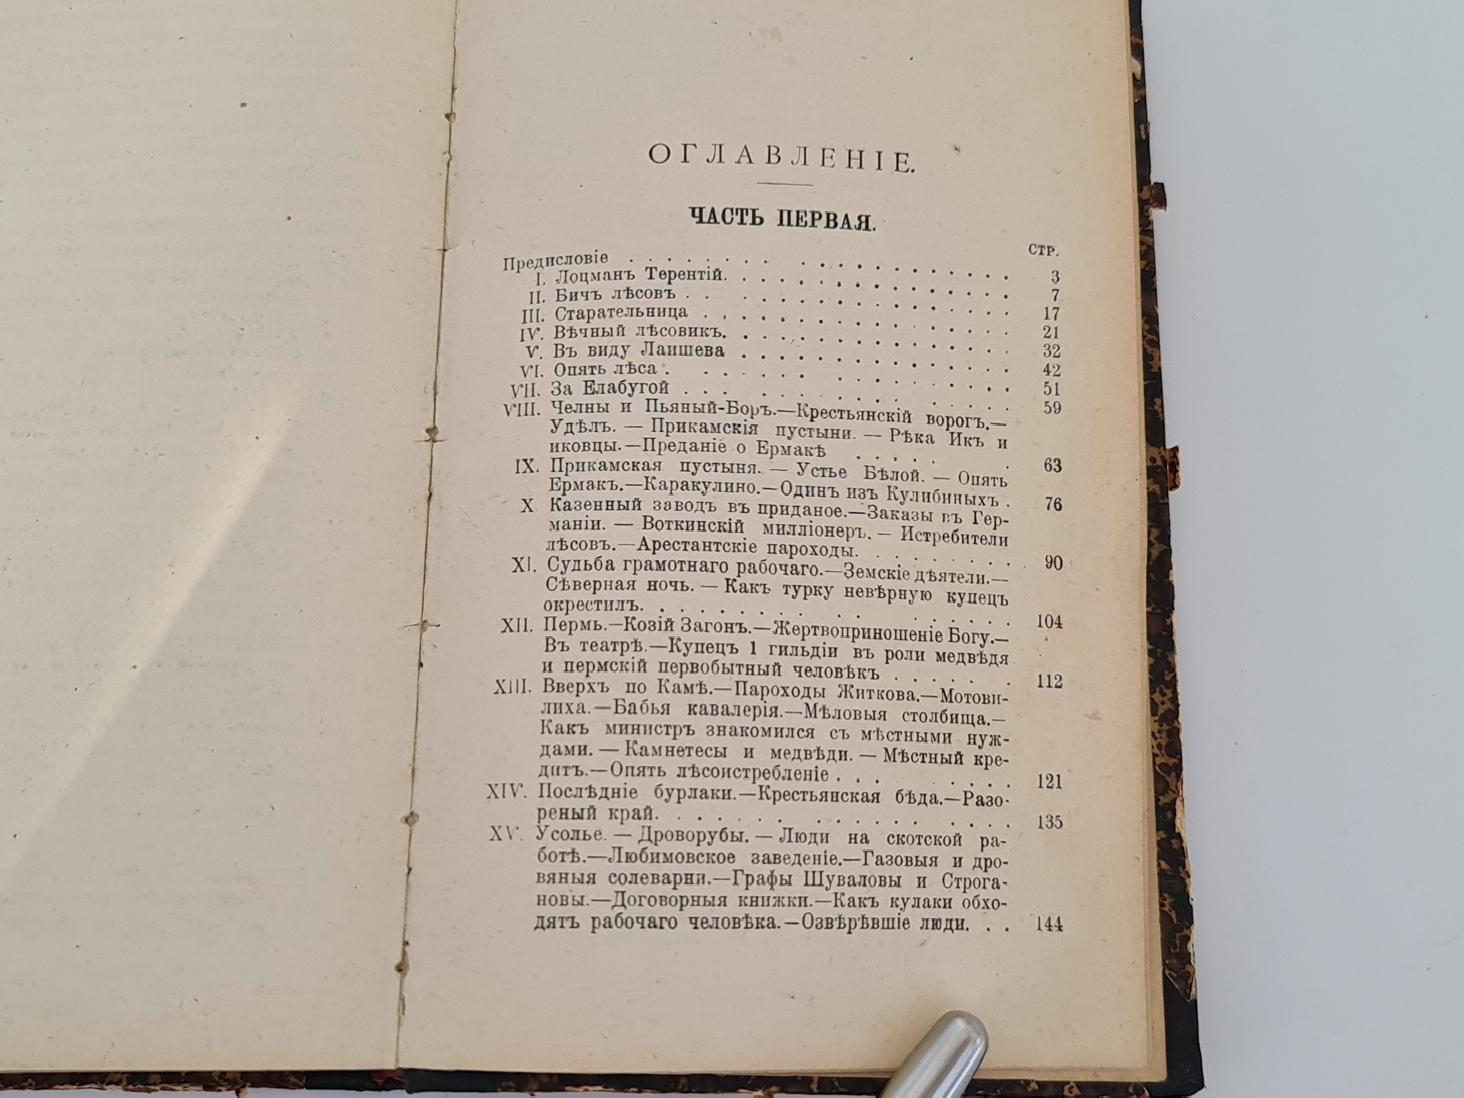 ОГЛАВЛЕНІЕ.
ЧАСТЬ ПЕРВАЯ.
СТР.
Предисловіе . . . . . . . . . . . . . . . . 3
I. Лоцманъ Терентій. . . . . . . . . . . . . 7
II. Бичъ лѣсовъ . . . . . . . . . . . . . . 17
III. Старательница . . . . . . . . . . . . . 21
IV. Вѣчный лѣсовикъ. . . . . . . . . . . . . 32
V. Въ виду Лаишева . . . . . . . . . . . . . 42
VI. Опять лѣса . . . . . . . . . . . . . . . 51
VII. За Елабугой . . . . . . . . . . . . . . 59
VIII. Челны и Пьяный-Боръ.—Крестьянскій ворогъ.—
Удѣлъ. — Прикамскія пустыни. — Рѣка Икъ и
иковцы.—Преданіе о Ермакѣ . . . . . . 63
IX. Прикамская пустыня. — Устье Бѣлой. — Опять
Ермакъ.—Каракулино.—Одинъ изъ Кулибиныхъ . 76
X Казенный заводъ въ приданое.—Заказы въ Гер-
маніи. — Воткинскій милліонеръ. — Истребители
лѣсовъ.—Арестантскіе пароходы. . . . . . . . 90
XI. Судьба грамотнаго рабочаго.—Земскіе дѣятели.—
Сѣверная ночь. — Какъ турку невѣрную купецъ
окрестилъ. . . . . . . . . . . . . . . . 104
XII. Пермь.—Козій Загонъ.—Жертвоприношеніе Богу.—
Въ театрѣ.—Купецъ 1 гильдіи въ роли медвѣдя
и пермскій первобытный человѣкъ . . . . . . 112
XIII. Вверхъ по Камѣ.—Пароходы Житкова.—Мотови-
лиха.—Бабья кавалерія.—Мѣловыя столбища.—
Какъ министръ знакомился съ мѣстными нуж-
дами. — Камнетесы и медвѣди. — Мѣстный кре-
дитъ.—Опять лѣсоистребленіе . . . . . . . 121
XIV. Послѣдніе бурлаки.—Крестьянская бѣда.—Разо-
реный край. . . . . . . . . . . . . . . . 135
XV. Усолье. — Дроворубы. — Люди на скотской ра-
ботѣ.—Любимовское заведеніе.—Газовыя и дро-
вяныя солеварни.—Графы Шуваловы и Строга-
новы.—Договорныя книжки.—Какъ кулаки обхо-
дятъ рабочаго человѣка.—Озвѣрѣвшіе люди. . . 144